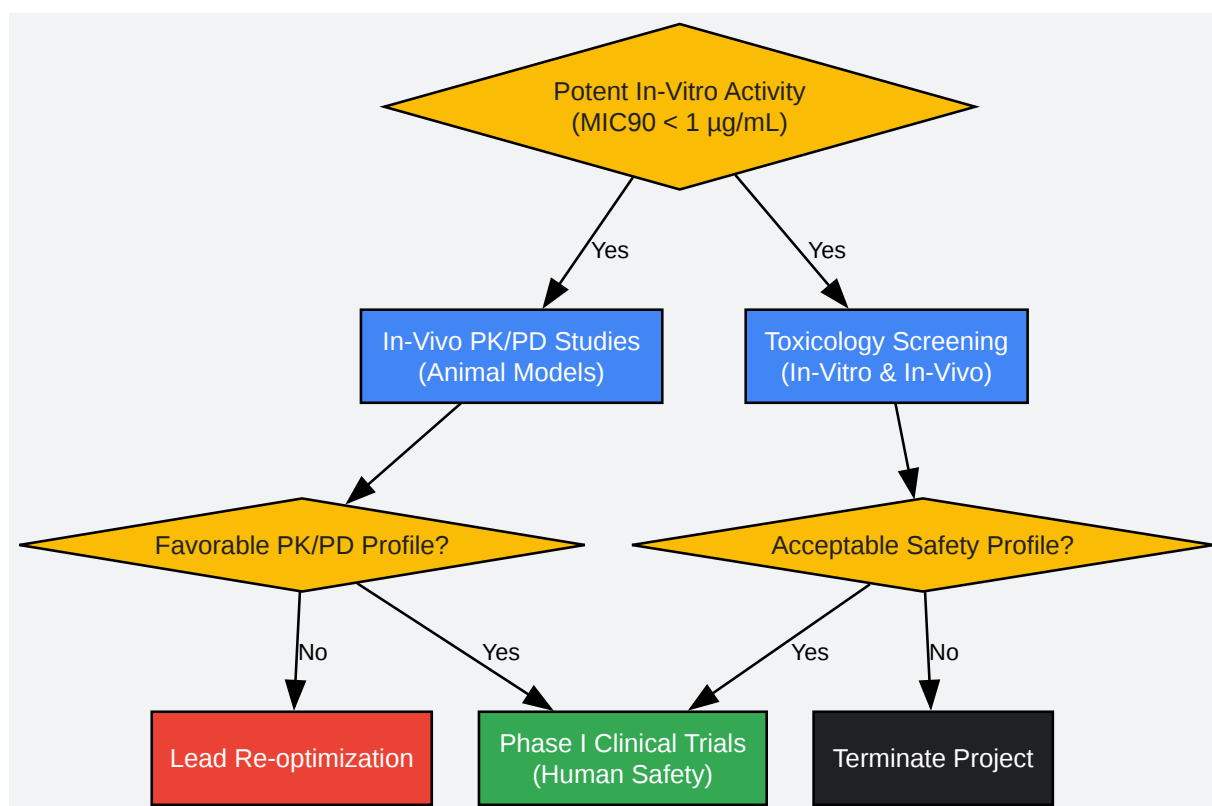 Potent In-Vitro Activity
(MIC90 < 1 µg/mL)
Yes
Yes
In-Vivo PK/PD Studies
(Animal Models)
Toxicology Screening
(In-Vitro & In-Vivo)
Favorable PK/PD Profile?
Acceptable Safety Profile?
No
Yes
Yes
No
Lead Re-optimization
Phase I Clinical Trials
(Human Safety)
Terminate Project